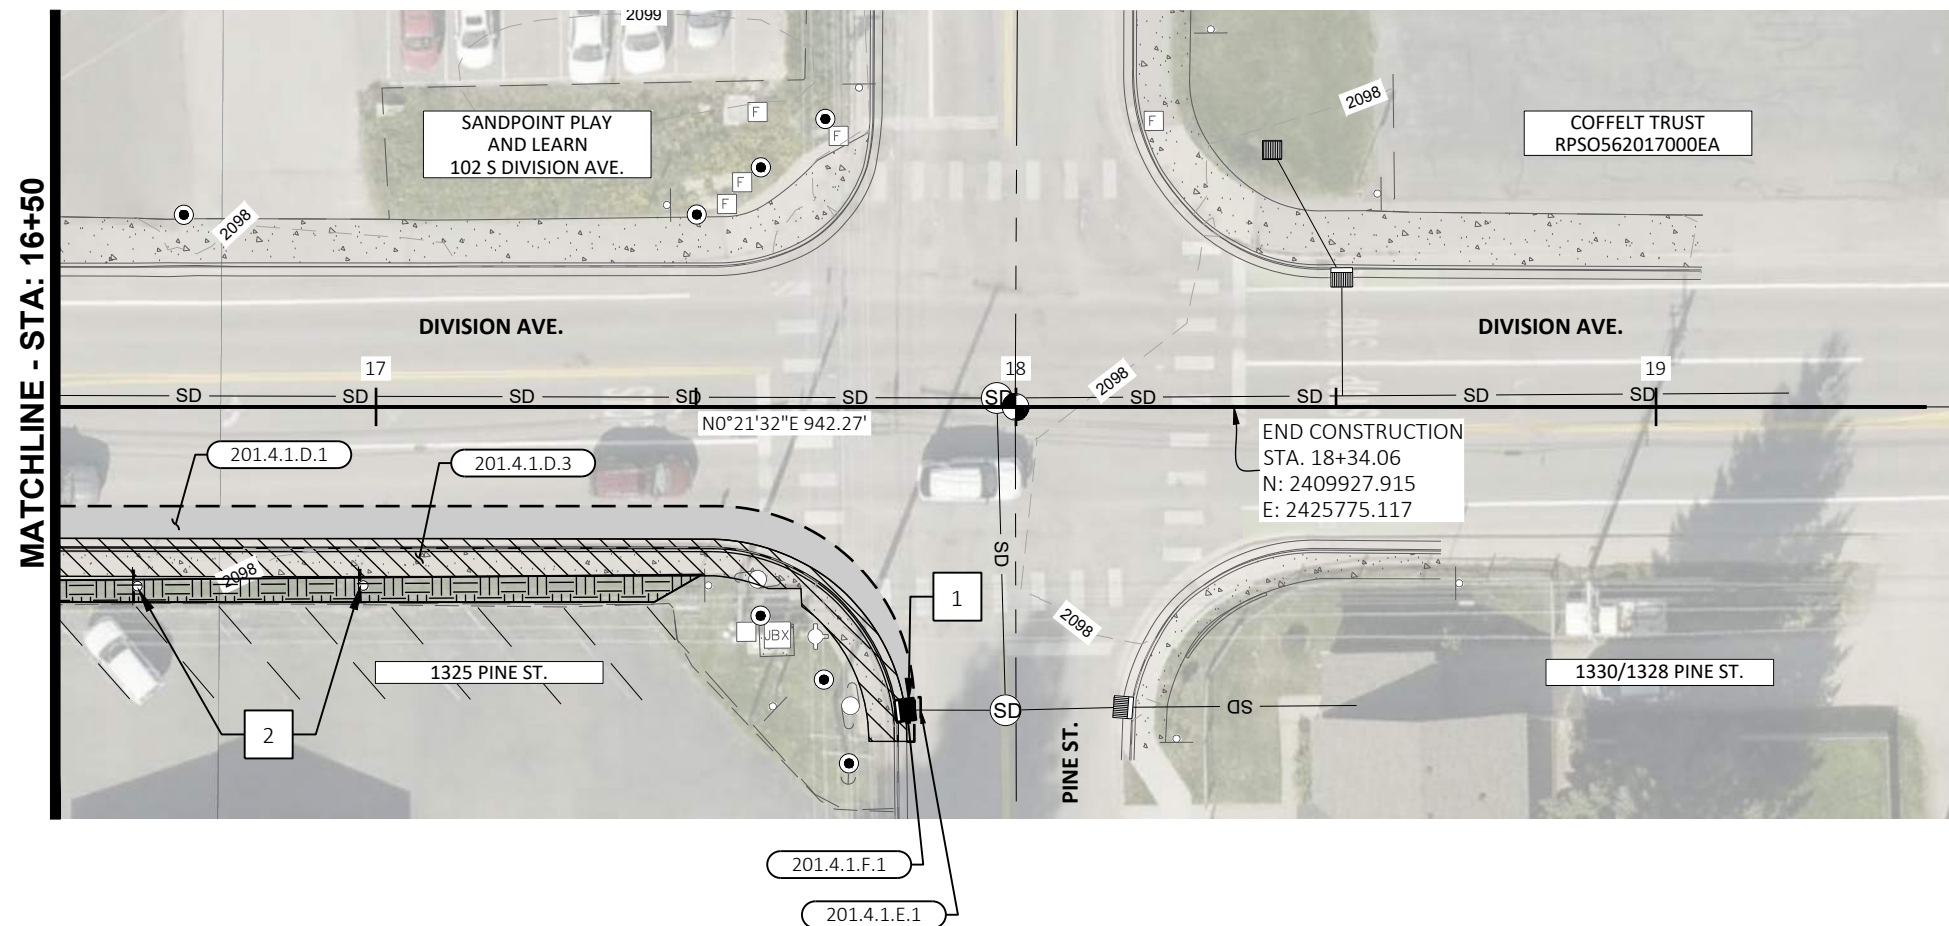 2099
SANDPOINT PLAY
AND LEARN
102 S DIVISION AVE.
F
F
F
F
F
2098
COFFELT TRUST
RPSO562017000EA
MATCHLINE - STA: 16+50
2098
DIVISION AVE.
DIVISION AVE.
17
18
19
2098
SD
SD
SD
SD
SD
SD
SD
SD
SD
N0°21'32"E 942.27'
END CONSTRUCTION
STA. 18+34.06
N: 2409927.915
E: 2425775.117
201.4.1.D.1
201.4.1.D.3
SD
2098
1
2098
JBX
1325 PINE ST.
1330/1328 PINE ST.
2
SD
SD
PINE ST.
201.4.1.F.1
201.4.1.E.1